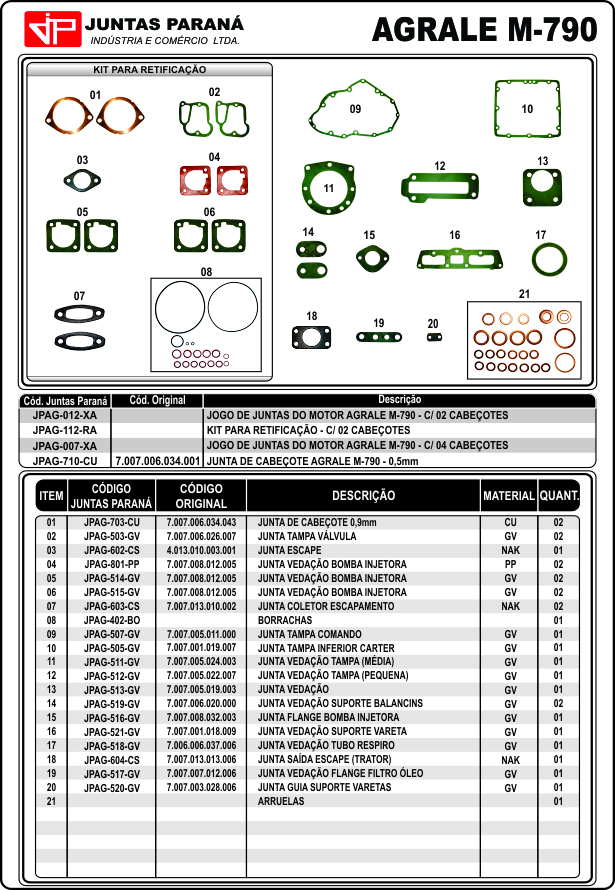 JP JUNTAS PARANÁ
INDÚSTRIA E COMÉRCIO LTDA.
AGRALE M-790
KIT PARA RETIFICAÇÃO
01
02
03
04
05
06
07
08
09
10
11
12
13
14
15
16
17
18
19
20
21
Cód. Juntas Paraná Cód. Original Descrição
JPAG-012-XA JOGO DE JUNTAS DO MOTOR AGRALE M-790 - C/ 02 CABEÇOTES
JPAG-112-RA KIT PARA RETIFICAÇÃO - C/ 02 CABEÇOTES
JPAG-007-XA JOGO DE JUNTAS DO MOTOR AGRALE M-790 - C/ 04 CABEÇOTES
JPAG-710-CU 7.007.006.034.001 JUNTA DE CABEÇOTE AGRALE M-790 - 0,5mm
ITEM CÓDIGO JUNTAS PARANÁ CÓDIGO ORIGINAL DESCRIÇÃO MATERIAL QUANT.
01 JPAG-703-CU 7.007.006.034.043 JUNTA DE CABEÇOTE 0,9mm CU 02
02 JPAG-503-GV 7.007.006.026.007 JUNTA TAMPA VÁLVULA GV 02
03 JPAG-602-CS 4.013.010.003.001 JUNTA ESCAPE NAK 01
04 JPAG-801-PP 7.007.008.012.005 JUNTA VEDAÇÃO BOMBA INJETORA PP 02
05 JPAG-514-GV 7.007.008.012.005 JUNTA VEDAÇÃO BOMBA INJETORA GV 02
06 JPAG-515-GV 7.007.008.012.005 JUNTA VEDAÇÃO BOMBA INJETORA GV 02
07 JPAG-603-CS 7.007.013.010.002 JUNTA COLETOR ESCAPAMENTO NAK 02
08 JPAG-402-BO BORRACHAS 01
09 JPAG-507-GV 7.007.005.011.000 JUNTA TAMPA COMANDO GV 01
10 JPAG-505-GV 7.007.001.019.007 JUNTA TAMPA INFERIOR CARTER GV 01
11 JPAG-511-GV 7.007.005.024.003 JUNTA VEDAÇÃO TAMPA (MÉDIA) GV 01
12 JPAG-512-GV 7.007.005.022.007 JUNTA VEDAÇÃO TAMPA (PEQUENA) GV 01
13 JPAG-513-GV 7.007.005.019.003 JUNTA VEDAÇÃO GV 01
14 JPAG-519-GV 7.007.006.020.000 JUNTA VEDAÇÃO SUPORTE BALANCINS GV 02
15 JPAG-516-GV 7.007.008.032.003 JUNTA FLANGE BOMBA INJETORA GV 01
16 JPAG-521-GV 7.007.001.018.009 JUNTA VEDAÇÃO SUPORTE VARETA GV 01
17 JPAG-518-GV 7.006.006.037.006 JUNTA VEDAÇÃO TUBO RESPIRO GV 01
18 JPAG-604-CS 7.007.013.013.006 JUNTA SAÍDA ESCAPE (TRATOR) NAK 01
19 JPAG-517-GV 7.007.007.012.006 JUNTA VEDAÇÃO FLANGE FILTRO ÓLEO GV 01
20 JPAG-520-GV 7.007.003.028.006 JUNTA GUIA SUPORTE VARETAS GV 01
21 ARRUELAS 01